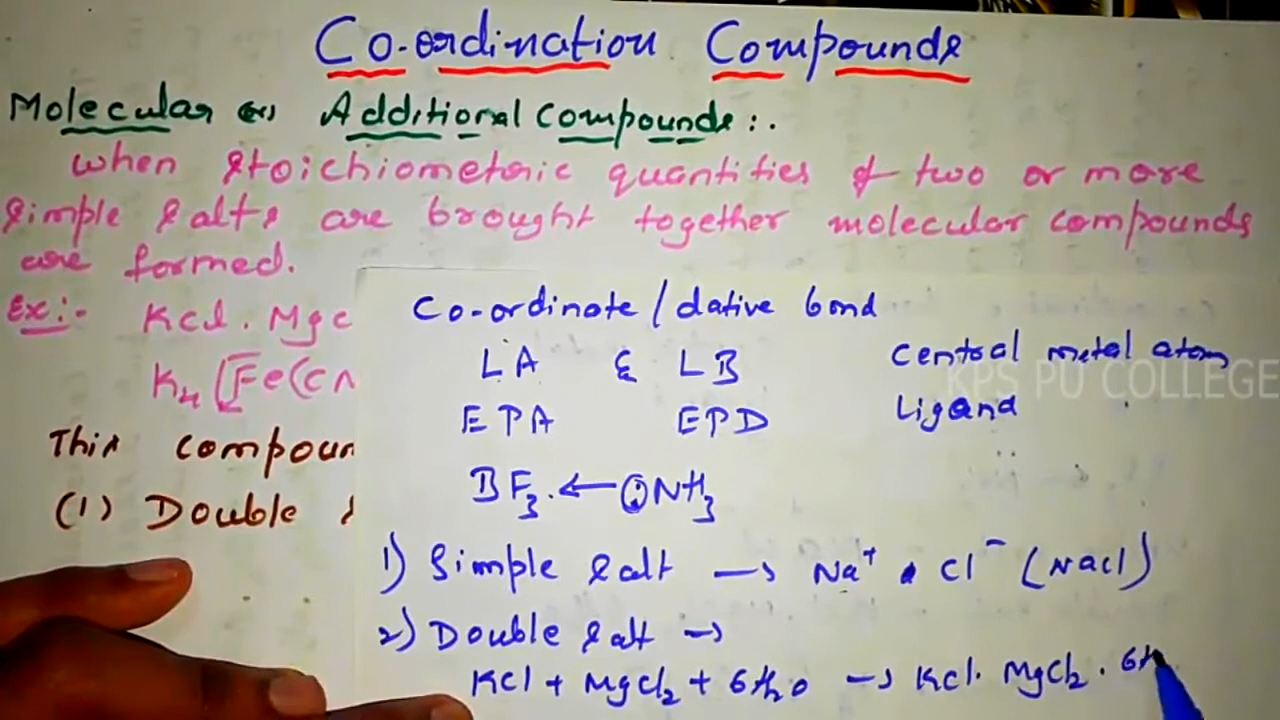 Co-ordination Compounds
Molecular (or) Additional Compounds:.
When stoichiometric quantities of two or more
simple salts are brought together molecular compounds
are formed.
Ex:- KCl. MgC
K4[Fe(CN
This compoun
(1) Double
Co-ordinate / dative bond
LA & LB
Central metal atom
EPA EPD
Ligand
KPS PU COLLEGE
BF3 ← :NH3
1) Simple salt → Na+ . Cl- (NaCl)
2) Double salt →
KCl + MgCl2 + 6H2O → KCl. MgCl2 . 6H